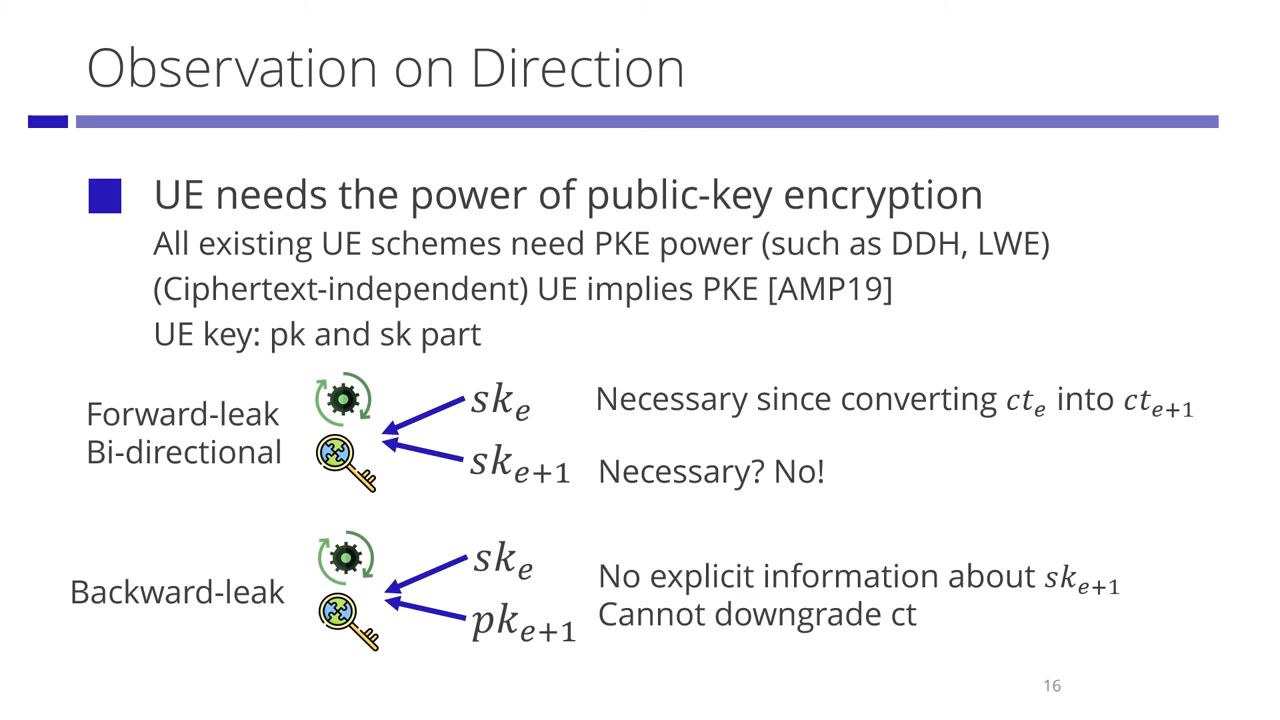 Observation on Direction
UE needs the power of public-key encryption
All existing UE schemes need PKE power (such as DDH, LWE)
(Ciphertext-independent) UE implies PKE [AMP19]
UE key: pk and sk part
Forward-leak
Bi-directional
sk_e
Necessary since converting ct_e into ct_{e+1}
sk_{e+1}
Necessary? No!
Backward-leak
sk_e
pk_{e+1}
No explicit information about sk_{e+1}
Cannot downgrade ct
16